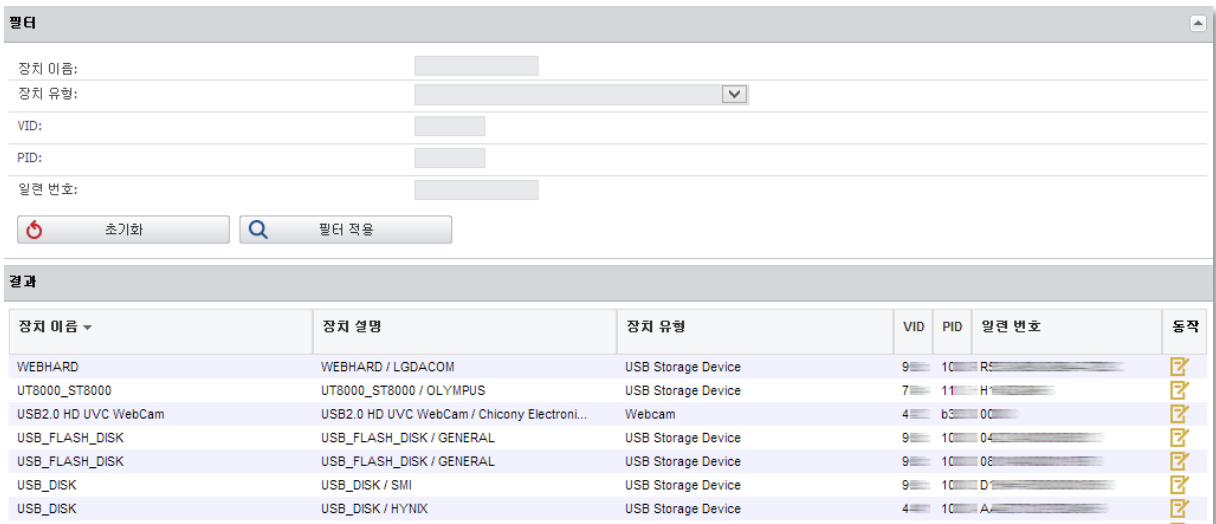 필터
장치 이름:
장치 유형:
VID:
PID:
일련 번호:
초기화 필터 적용
결과
장치 이름 장치 설명 장치 유형 VID PID 일련 번호 동작
WEBHARD WEBHARD / LGDACOM USB Storage Device
UT8000_ST8000 UT8000_ST8000 / OLYMPUS USB Storage Device
USB2.0 HD UVC WebCam USB2.0 HD UVC WebCam / Chicony Electroni... Webcam
USB_FLASH_DISK USB_FLASH_DISK / GENERAL USB Storage Device
USB_FLASH_DISK USB_FLASH_DISK / GENERAL USB Storage Device
USB_DISK USB_DISK / SMI USB Storage Device
USB_DISK USB_DISK / HYNIX USB Storage Device